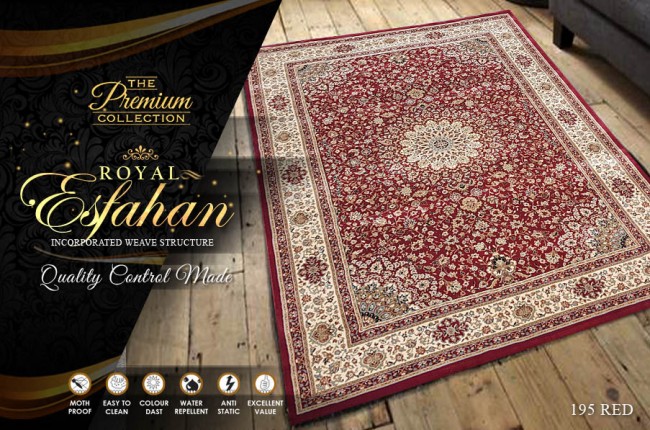 THE
Premium
COLLECTION
ROYAL
Esfahan
INCORPORATED WEAVE STRUCTURE
Quality Control Made
MOTH PROOF
EASY TO CLEAN
COLOUR DAST
WATER REPELLENT
ANTI STATIC
EXCELLENT VALUE
195 RED